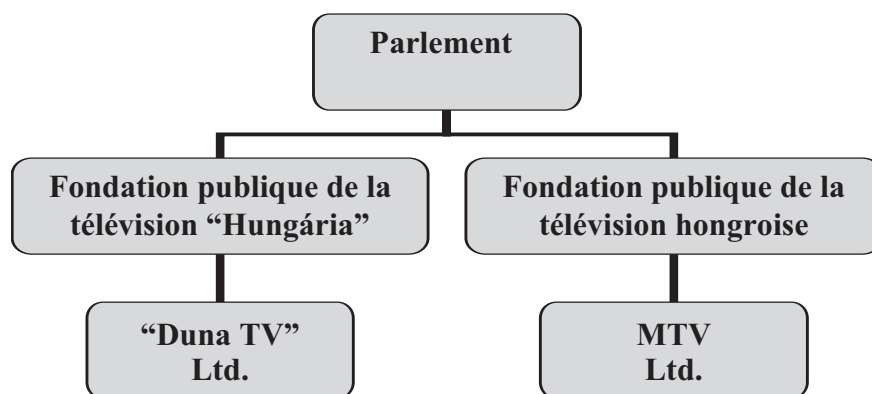 Parlement
Fondation publique de la
télévision “Hungária”
Fondation publique de la
télévision hongroise
“Duna TV”
Ltd.
MTV
Ltd.